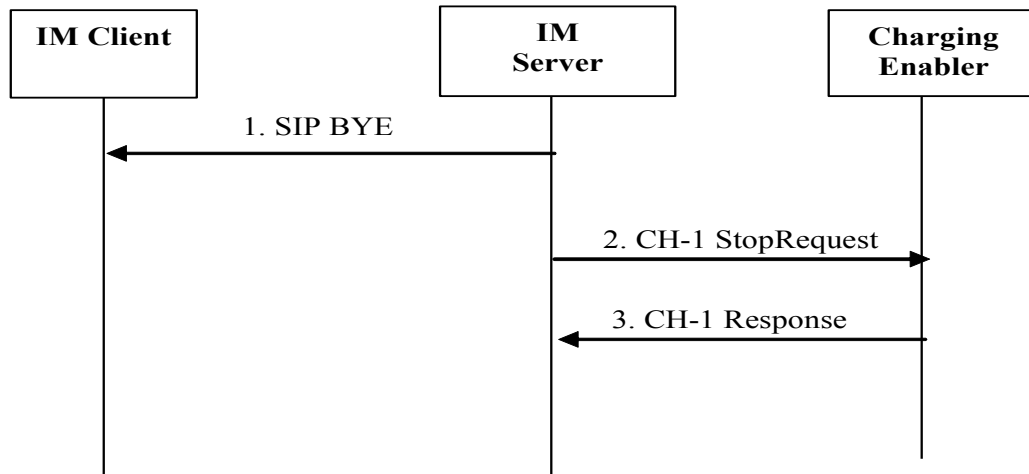 IM Client
IM
Server
Charging
Enabler
1. SIP BYE
2. CH-1 StopRequest
3. CH-1 Response